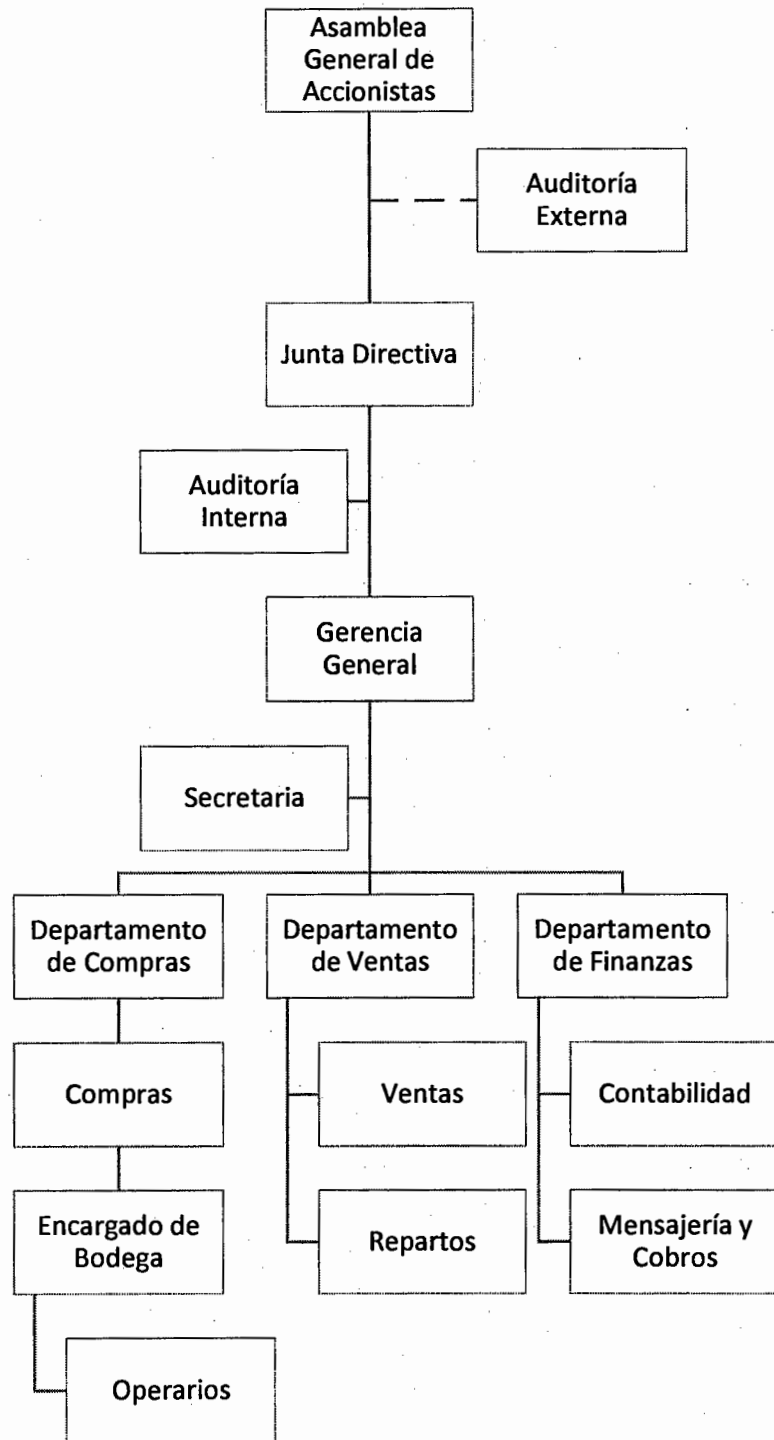 Asamblea
General de
Accionistas
Auditoría
Externa
Junta Directiva
Auditoría
Interna
Gerencia
General
Secretaria
Departamento
de Compras
Departamento
de Ventas
Departamento
de Finanzas
Compras
Ventas
Contabilidad
Encargado de
Bodega
Repartos
Mensajería y
Cobros
Operarios